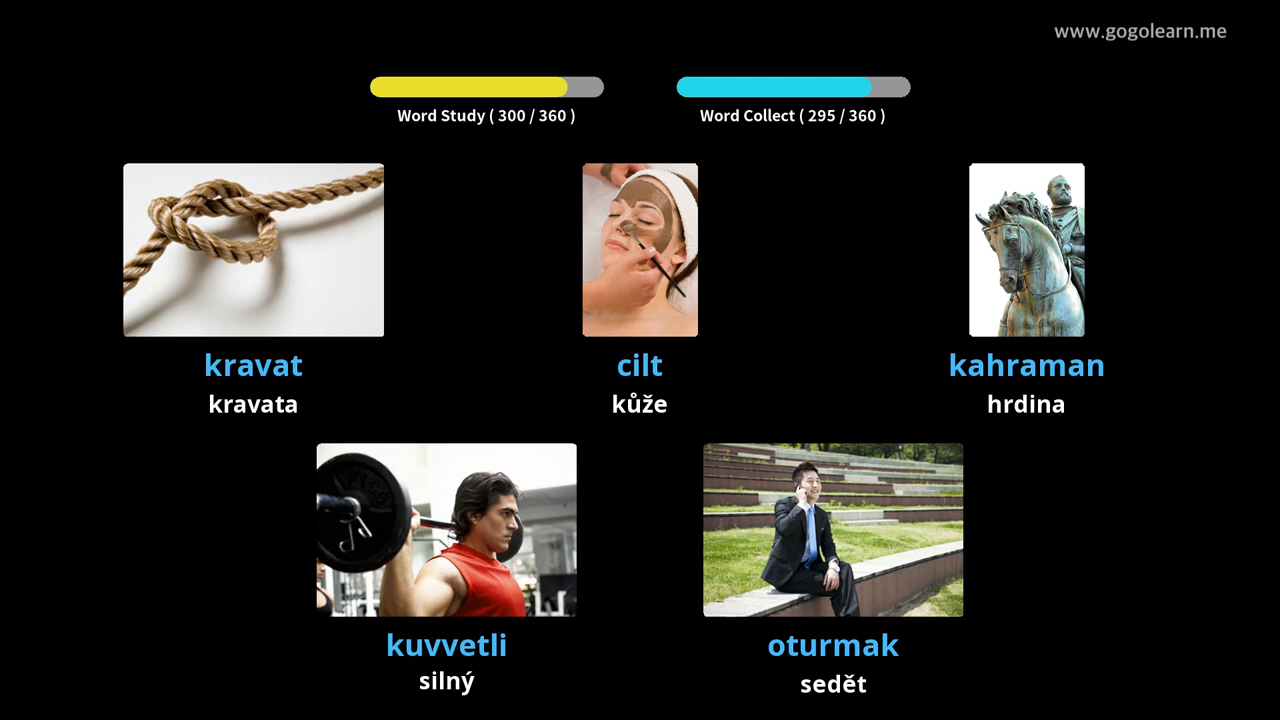 www.gogolearn.me
Word Study ( 300 / 360 )
Word Collect ( 295 / 360 )
kravat
kravata
cilt
kůže
kahraman
hrdina
kuvvetli
silný
oturmak
sedět